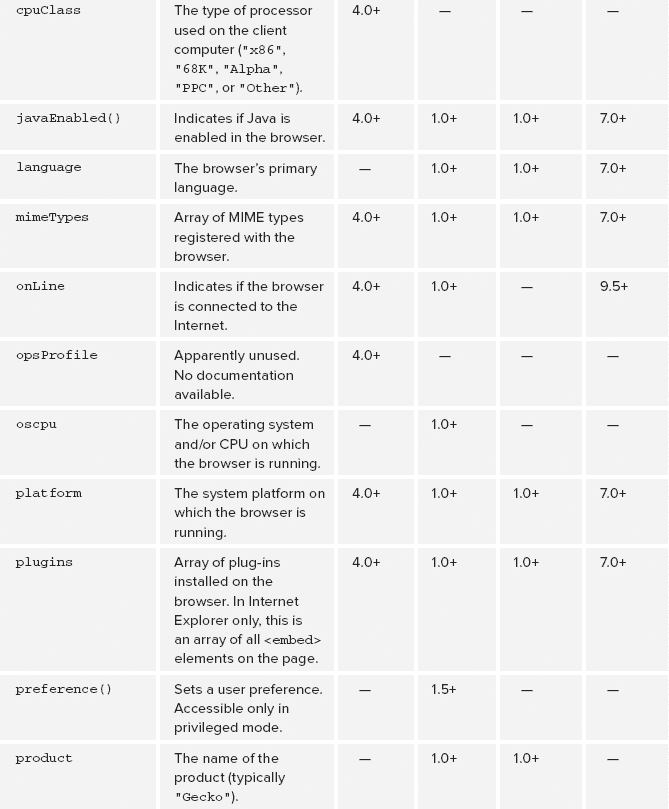 cpuClass The type of processor 4.0+ — — —
used on the client
computer ("x86",
"68K", "Alpha",
"PPC", or "Other").
javaEnabled() Indicates if Java is 4.0+ 1.0+ 1.0+ 7.0+
enabled in the browser.
language The browser’s primary — 1.0+ 1.0+ 7.0+
language.
mimeTypes Array of MIME types 4.0+ 1.0+ 1.0+ 7.0+
registered with the
browser.
onLine Indicates if the browser 4.0+ 1.0+ — 9.5+
is connected to the
Internet.
opsProfile Apparently unused. 4.0+ — — —
No documentation
available.
oscpu The operating system — 1.0+ — —
and/or CPU on which
the browser is running.
platform The system platform on 4.0+ 1.0+ 1.0+ 7.0+
which the browser is
running.
plugins Array of plug-ins 4.0+ 1.0+ 1.0+ 7.0+
installed on the
browser. In Internet
Explorer only, this is
an array of all <embed>
elements on the page.
preference() Sets a user preference. — 1.5+ — —
Accessible only in
privileged mode.
product The name of the — 1.0+ 1.0+ —
product (typically
"Gecko").